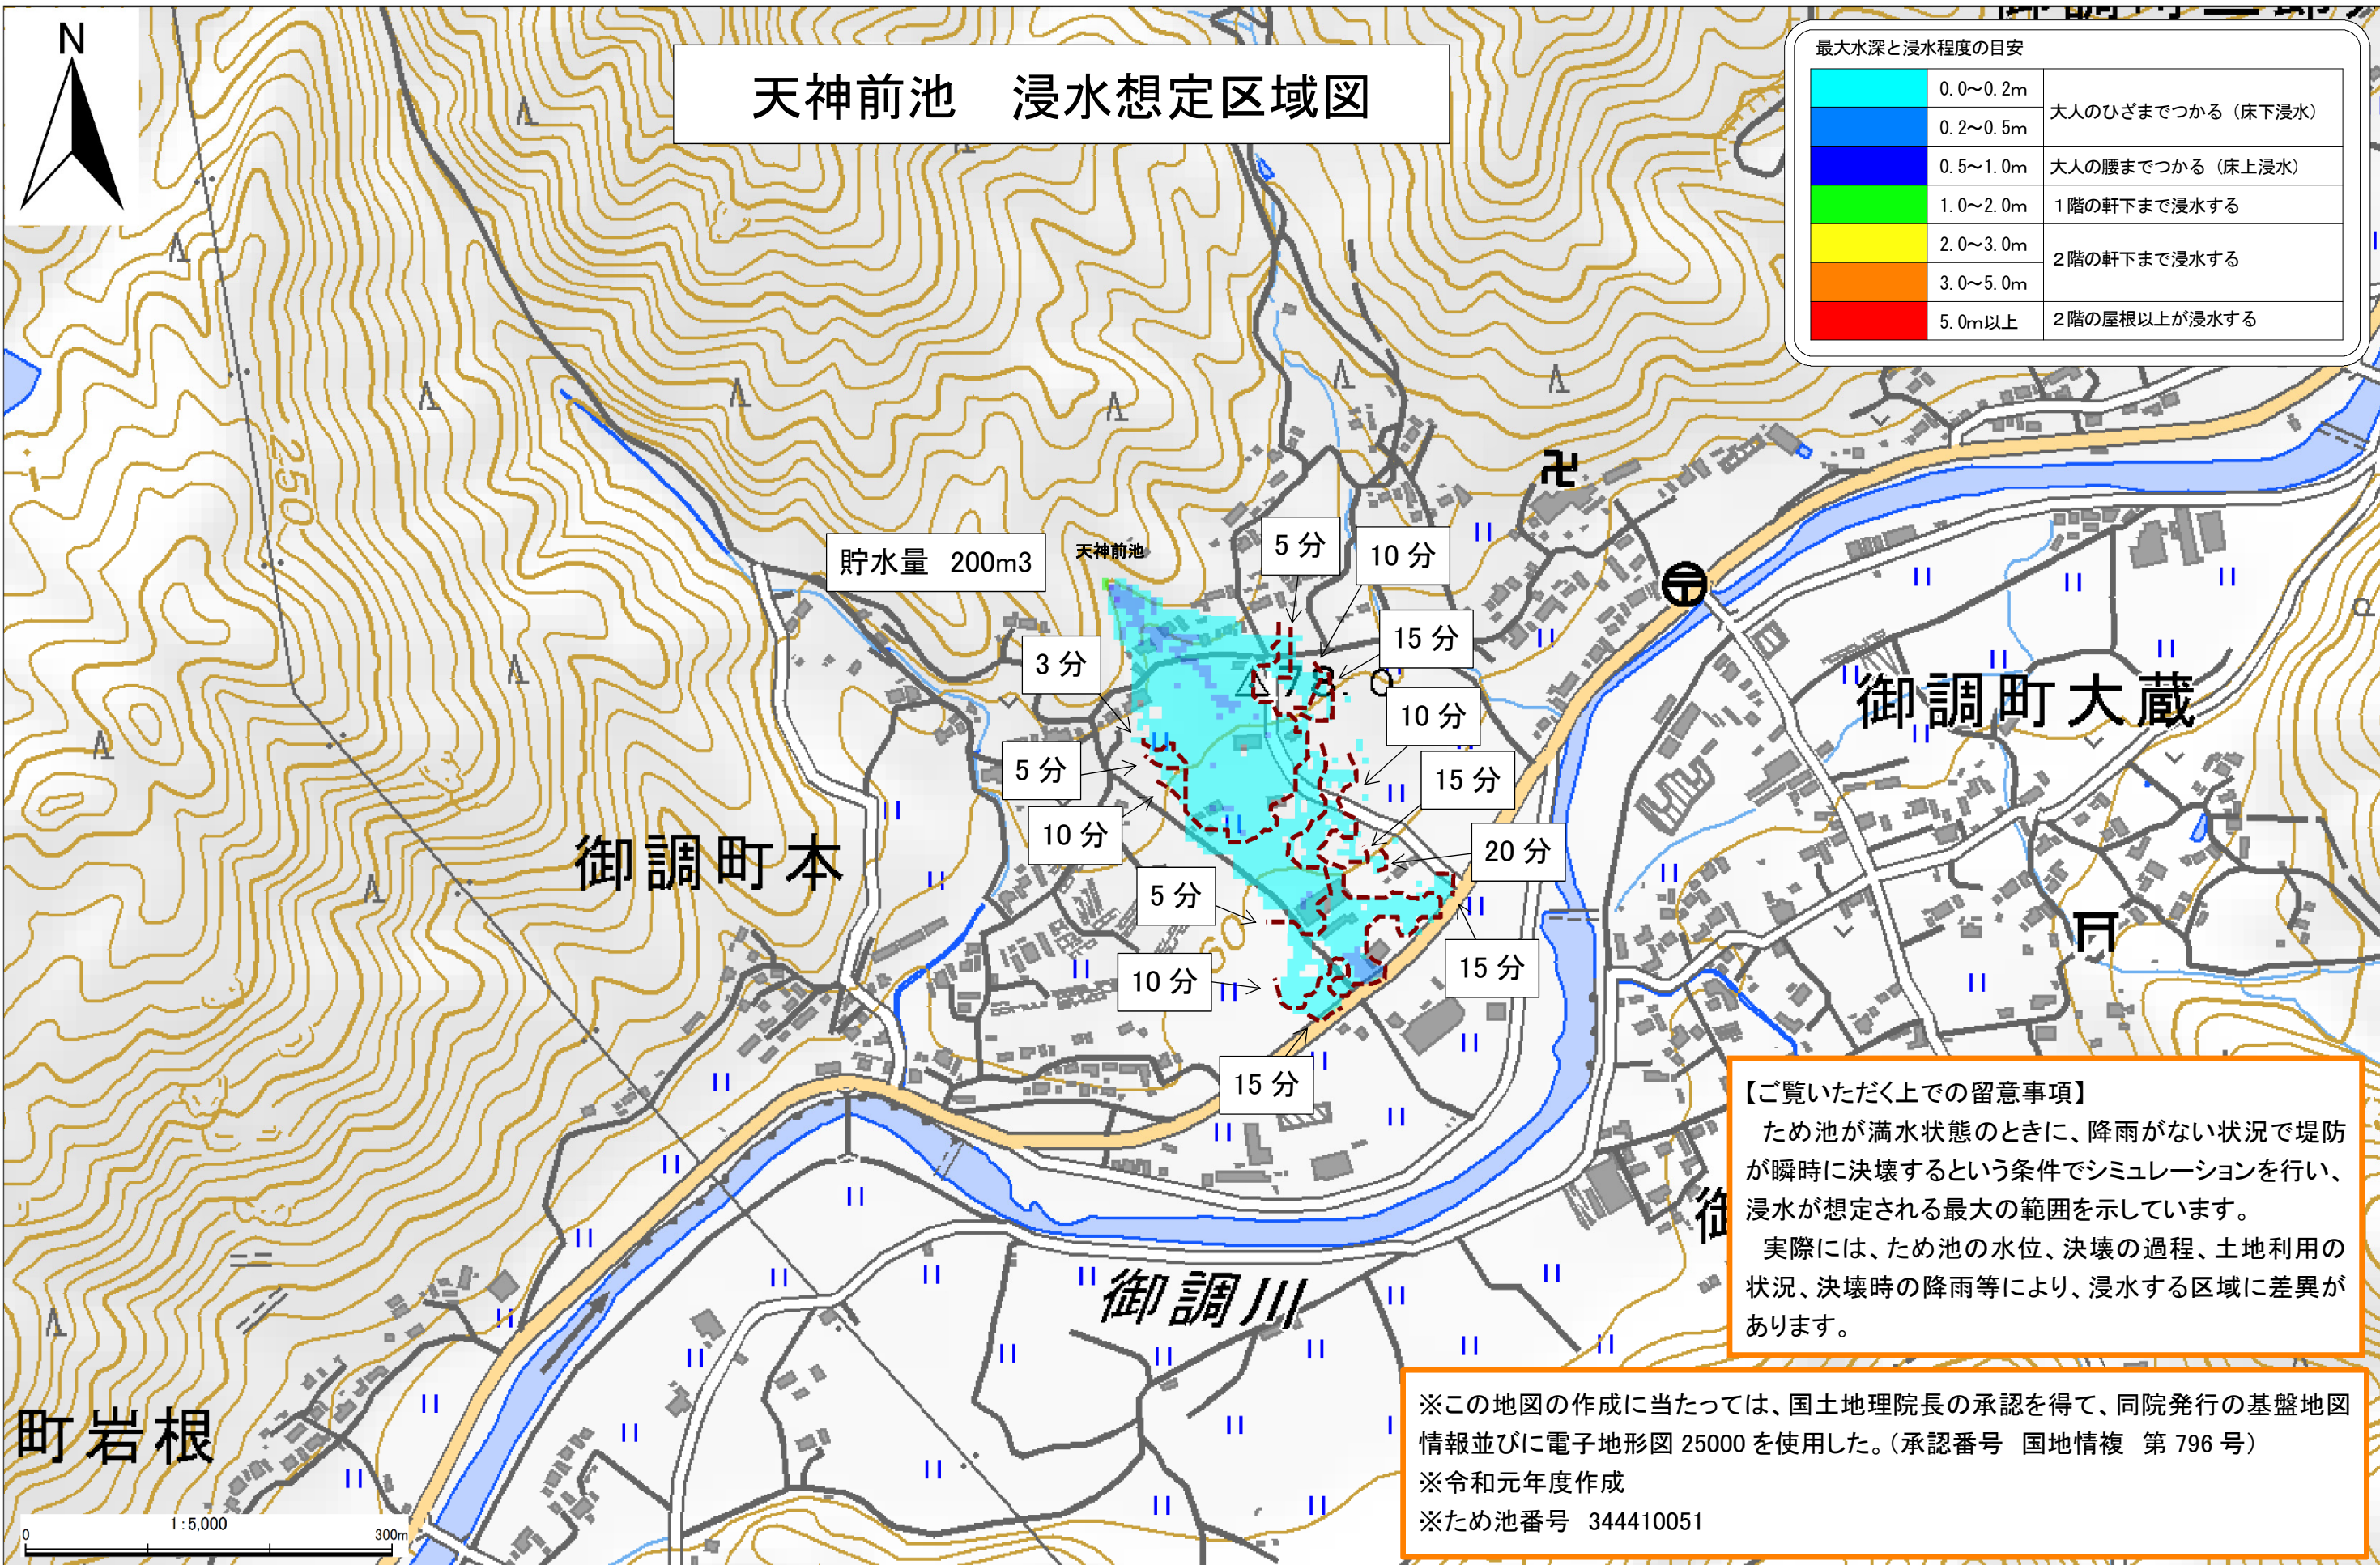 N
天神前池　浸水想定区域図
最大水深と浸水程度の目安
0.0～0.2m
大人のひざまでつかる（床下浸水）
0.2～0.5m
0.5～1.0m
大人の腰までつかる（床上浸水）
1.0～2.0m
1階の軒下まで浸水する
2.0～3.0m
2階の軒下まで浸水する
3.0～5.0m
5.0m以上
2階の屋根以上が浸水する
250
貯水量　200m3
天神前池
5分
10分
15分
3分
10分
5分
15分
10分
20分
5分
15分
10分
15分
60
御調町大蔵
御調町本
御調川
御
町岩根
【ご覧いただく上での留意事項】
ため池が満水状態のときに、降雨がない状況で堤防
が瞬時に決壊するという条件でシミュレーションを行い、
浸水が想定される最大の範囲を示しています。
実際には、ため池の水位、決壊の過程、土地利用の
状況、決壊時の降雨等により、浸水する区域に差異が
あります。
※この地図の作成に当たっては、国土地理院長の承認を得て、同院発行の基盤地図
情報並びに電子地形図 25000 を使用した。（承認番号　国地情複　第 796 号）
※令和元年度作成
※ため池番号　344410051
1:5,000
0
300m